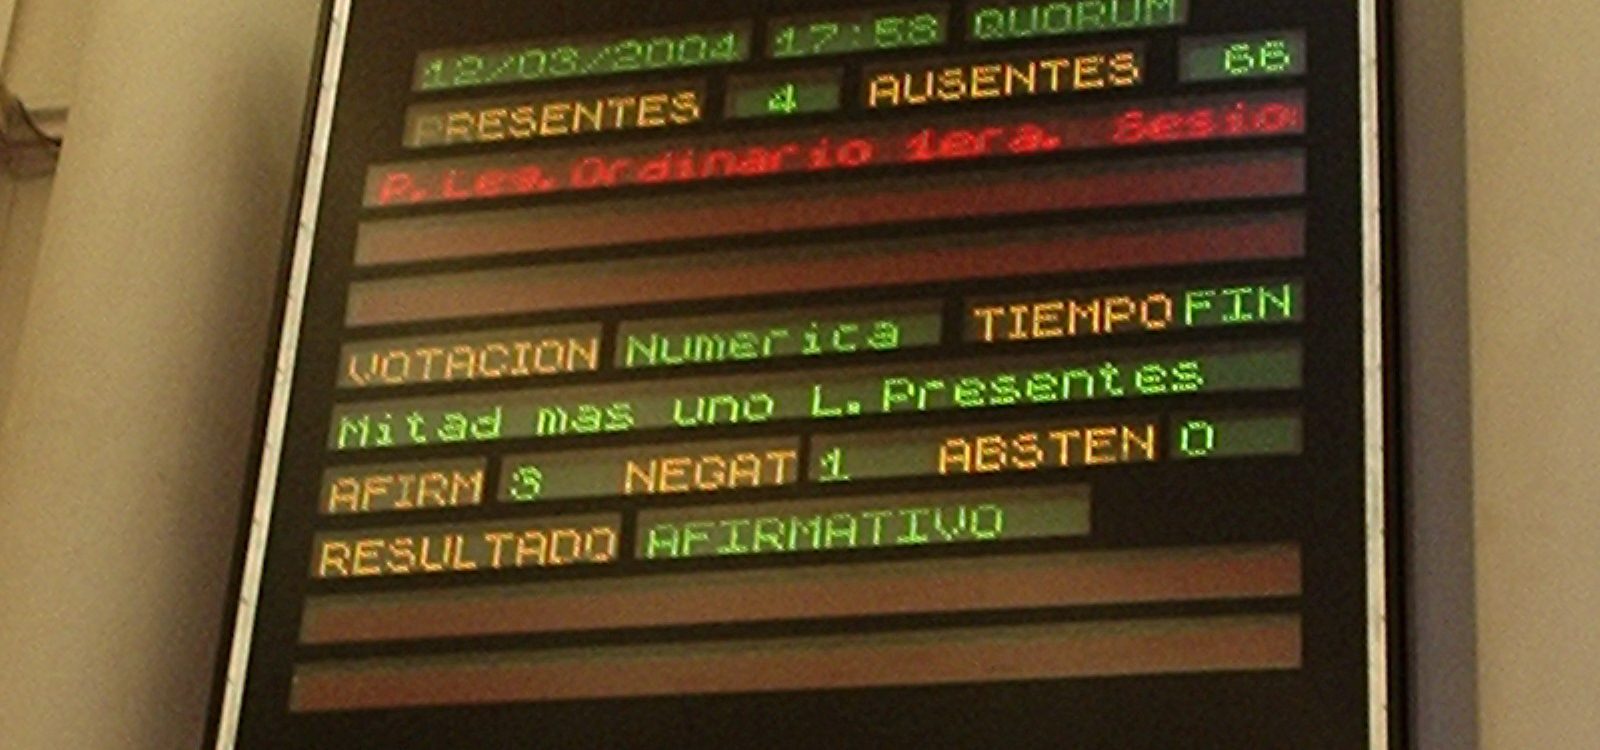 12/03/2004 17:58 QUORUM
PRESENTES 4 AUSENTES 66
P.Leg.Ordinario 1era. Sesio
VOTACION Numerica TIEMPO FIN
Mitad mas uno L.Presentes
AFIRM 3 NEGAT 1 ABSTEN 0
RESULTADO AFIRMATIVO